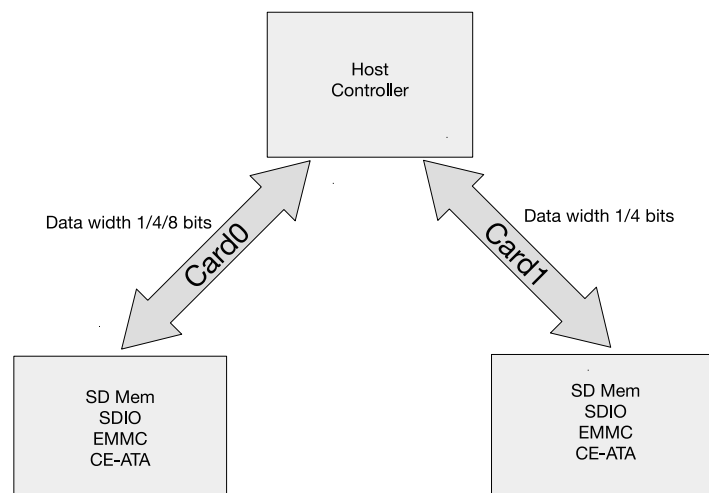 Host
Controller
Data width 1/4/8 bits
Card0
Card1
Data width 1/4 bits
SD Mem
SDIO
EMMC
CE-ATA
SD Mem
SDIO
EMMC
CE-ATA